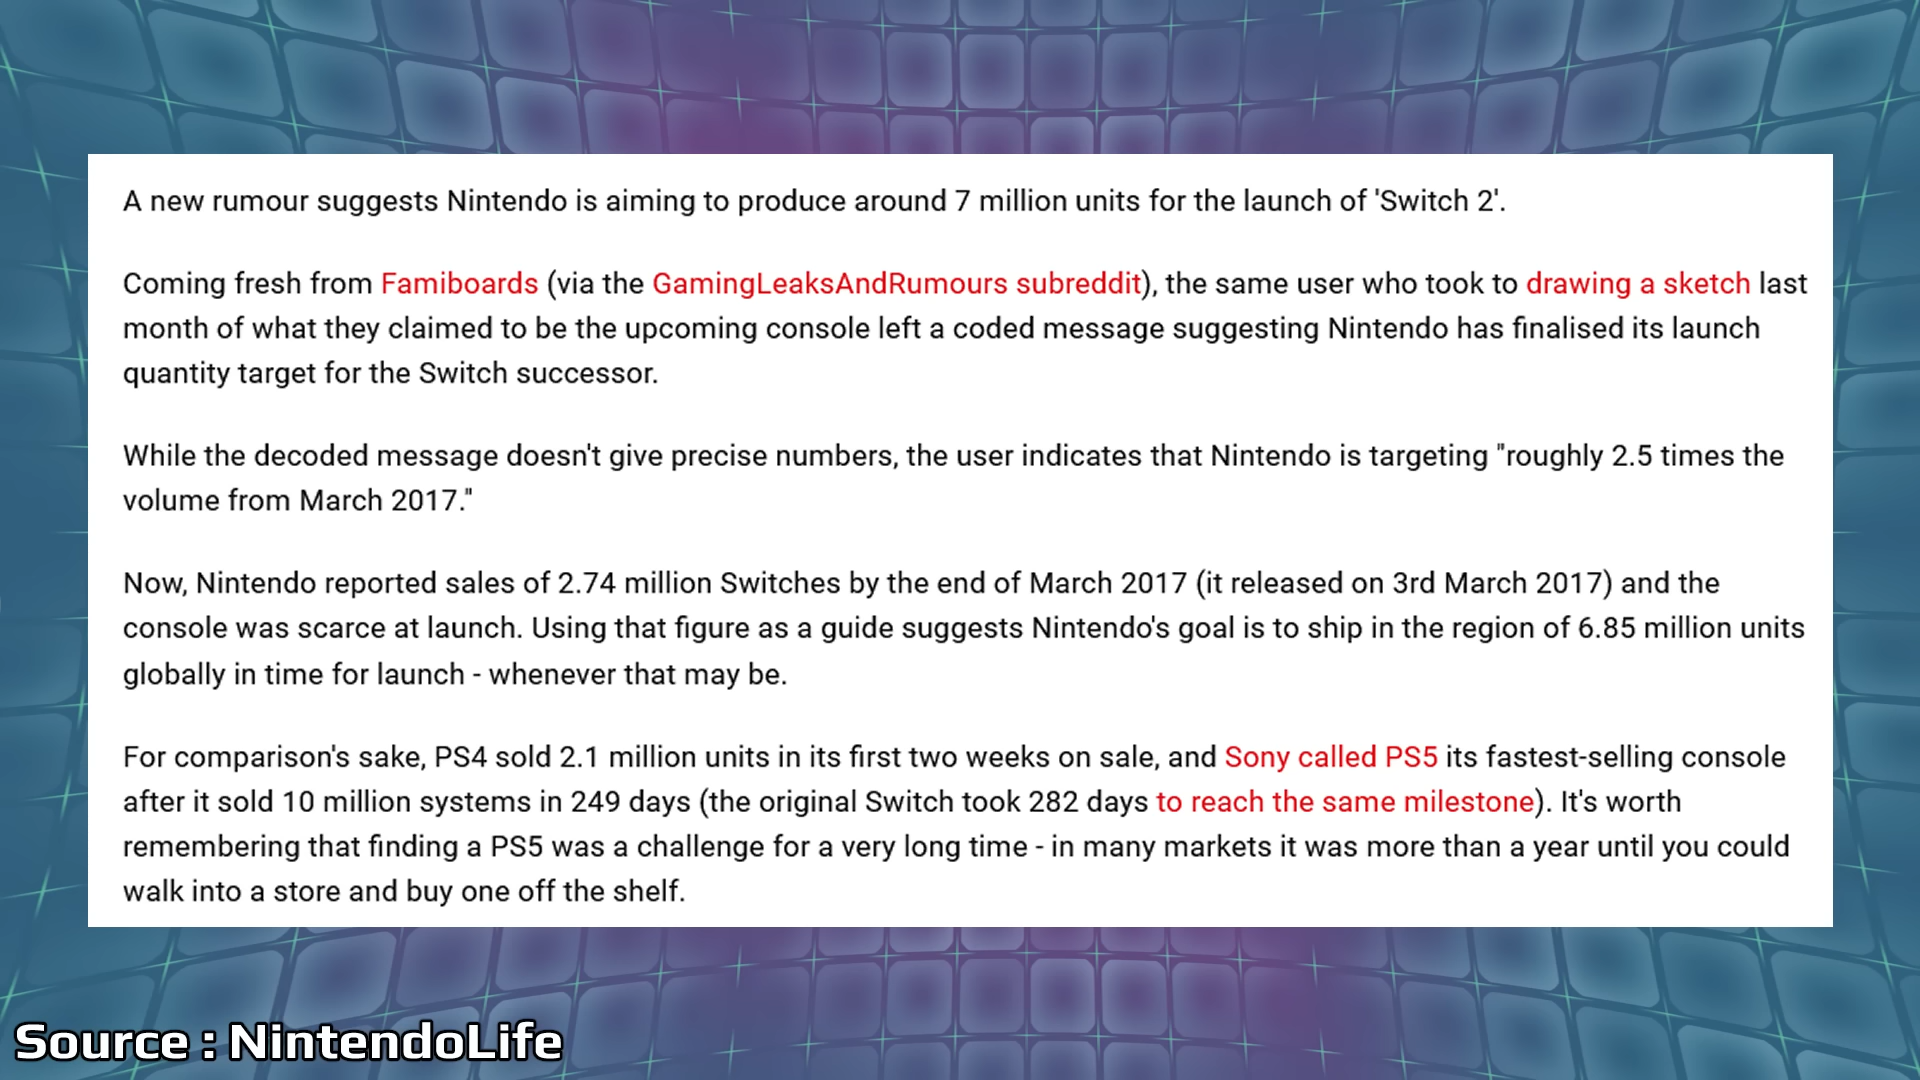 A new rumour suggests Nintendo is aiming to produce around 7 million units for the launch of 'Switch 2'.
Coming fresh from Famiboards (via the GamingLeaksAndRumours subreddit), the same user who took to drawing a sketch last
month of what they claimed to be the upcoming console left a coded message suggesting Nintendo has finalised its launch
quantity target for the Switch successor.
While the decoded message doesn't give precise numbers, the user indicates that Nintendo is targeting "roughly 2.5 times the
volume from March 2017."
Now, Nintendo reported sales of 2.74 million Switches by the end of March 2017 (it released on 3rd March 2017) and the
console was scarce at launch. Using that figure as a guide suggests Nintendo's goal is to ship in the region of 6.85 million units
globally in time for launch - whenever that may be.
For comparison's sake, PS4 sold 2.1 million units in its first two weeks on sale, and Sony called PS5 its fastest-selling console
after it sold 10 million systems in 249 days (the original Switch took 282 days to reach the same milestone). It's worth
remembering that finding a PS5 was a challenge for a very long time - in many markets it was more than a year until you could
walk into a store and buy one off the shelf.
Source : NintendoLife